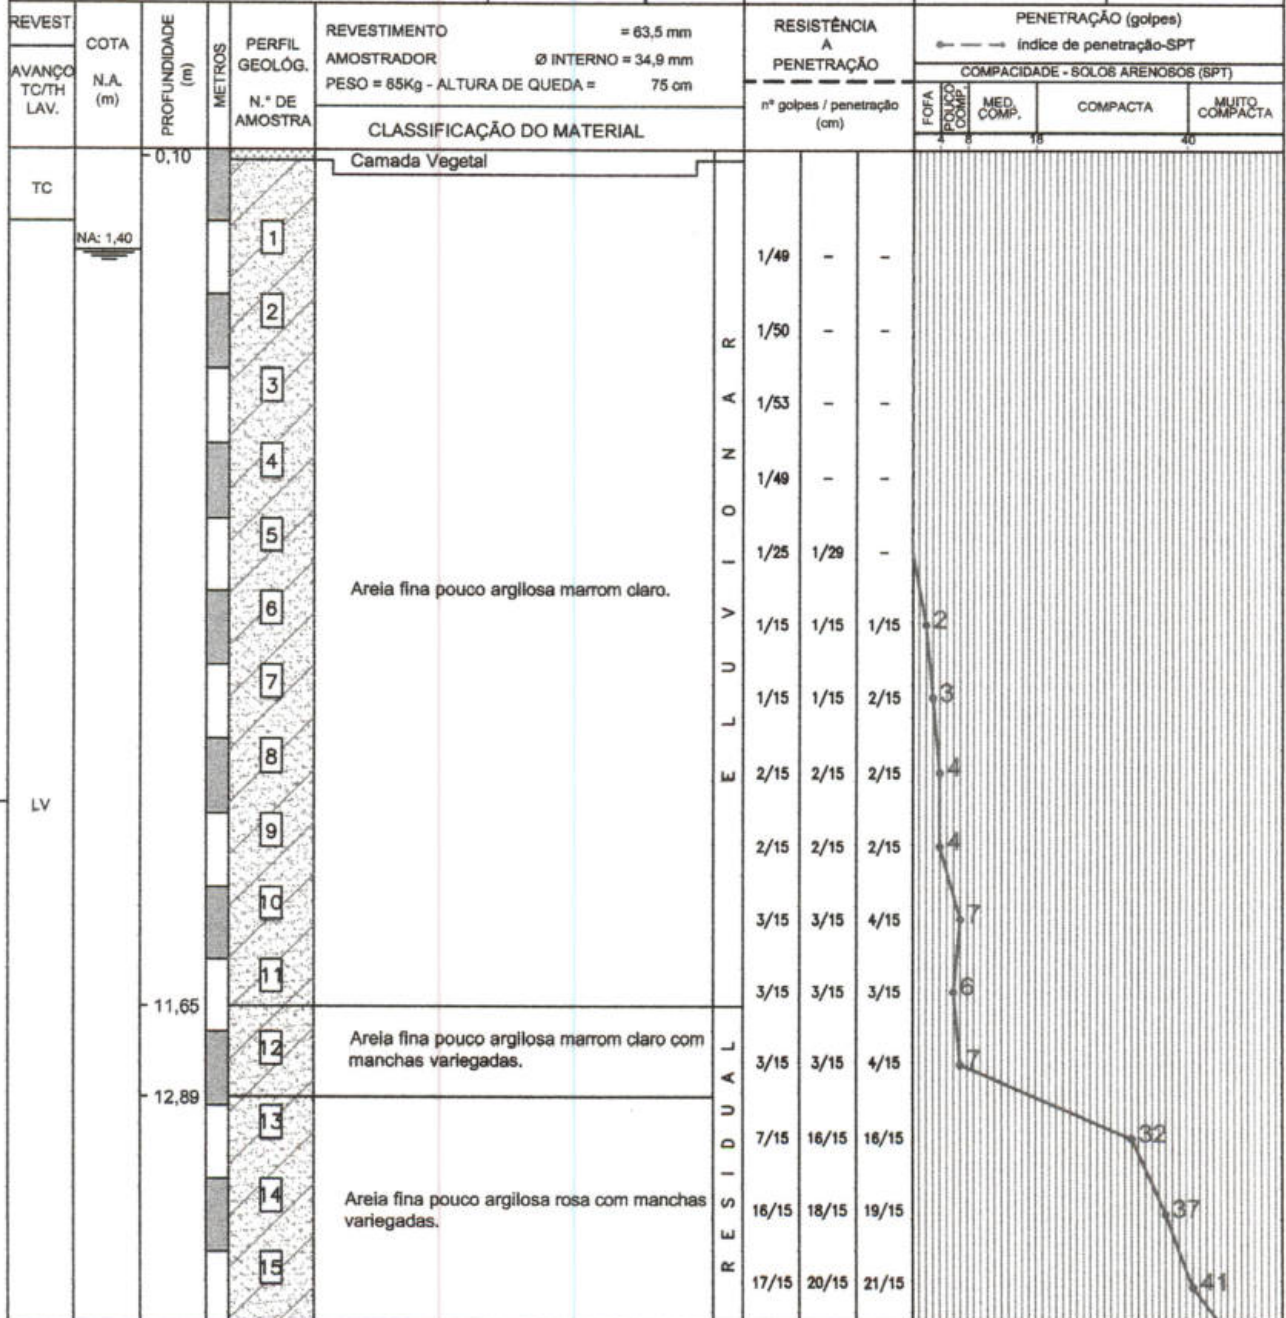 REVEST.
AVANÇO
TC/TH
LAV.
COTA
N.A.
(m)
PROFUNDIDADE
(m)
METROS
PERFIL
GEOLÓG.
N.° DE
AMOSTRA
REVESTIMENTO = 63,5 mm
AMOSTRADOR Ø INTERNO = 34,9 mm
PESO = 65Kg - ALTURA DE QUEDA = 75 cm
CLASSIFICAÇÃO DO MATERIAL
RESISTÊNCIA
A
PENETRAÇÃO
nº golpes / penetração
(cm)
PENETRAÇÃO (golpes)
índice de penetração-SPT
COMPACIDADE - SOLOS ARENOSOS (SPT)
FOFA
POUCO
COMP.
MED.
COMP.
COMPACTA
MUITO
COMPACTA
4 8 18 40
0,10
Camada Vegetal
TC
NA: 1,40
1
1/49 - -
2
1/50 - -
3
1/53 - -
4
1/49 - -
5
1/25 1/29 -
Areia fina pouco argilosa marrom claro.
6
1/15 1/15 1/15 2
7
1/15 1/15 2/15 3
8
2/15 2/15 2/15 4
LV
9
2/15 2/15 2/15 4
10
3/15 3/15 4/15 7
11
3/15 3/15 3/15 6
ELUVIONAR
11,65
Areia fina pouco argilosa marrom claro com
manchas variegadas.
12
3/15 3/15 4/15 7
12,89
13
7/15 16/15 16/15 32
14
Areia fina pouco argilosa rosa com manchas
variegadas.
16/15 18/15 19/15 37
15
17/15 20/15 21/15 41
RESIDUAL